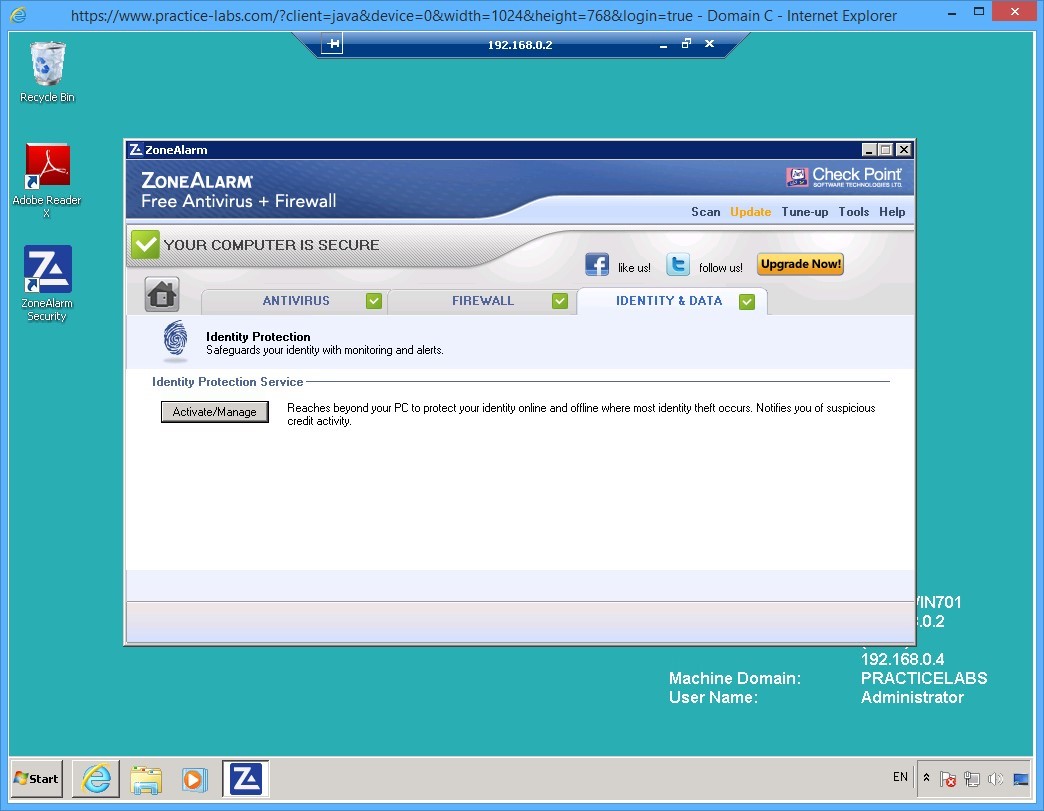 https://www.practice-labs.com/?client=java&device=0&width=1024&height=768&login=true - Domain C - Internet Explorer
192.168.0.2
Recycle Bin
Adobe Reader
X
ZoneAlarm
Security
ZoneAlarm
ZONEALARM
Free Antivirus + Firewall
Check Point
SOFTWARE TECHNOLOGIES LTD.
Scan Update Tune-up Tools Help
YOUR COMPUTER IS SECURE
like us! follow us! Upgrade Now!
ANTIVIRUS FIREWALL IDENTITY & DATA
Identity Protection
Safeguards your identity with monitoring and alerts.
Identity Protection Service
Activate/Manage
Reaches beyond your PC to protect your identity online and offline where most identity theft occurs. Notifies you of suspicious
credit activity.
IN701
.0.2
192.168.0.4
Machine Domain: PRACTICELABS
User Name: Administrator
Start
EN